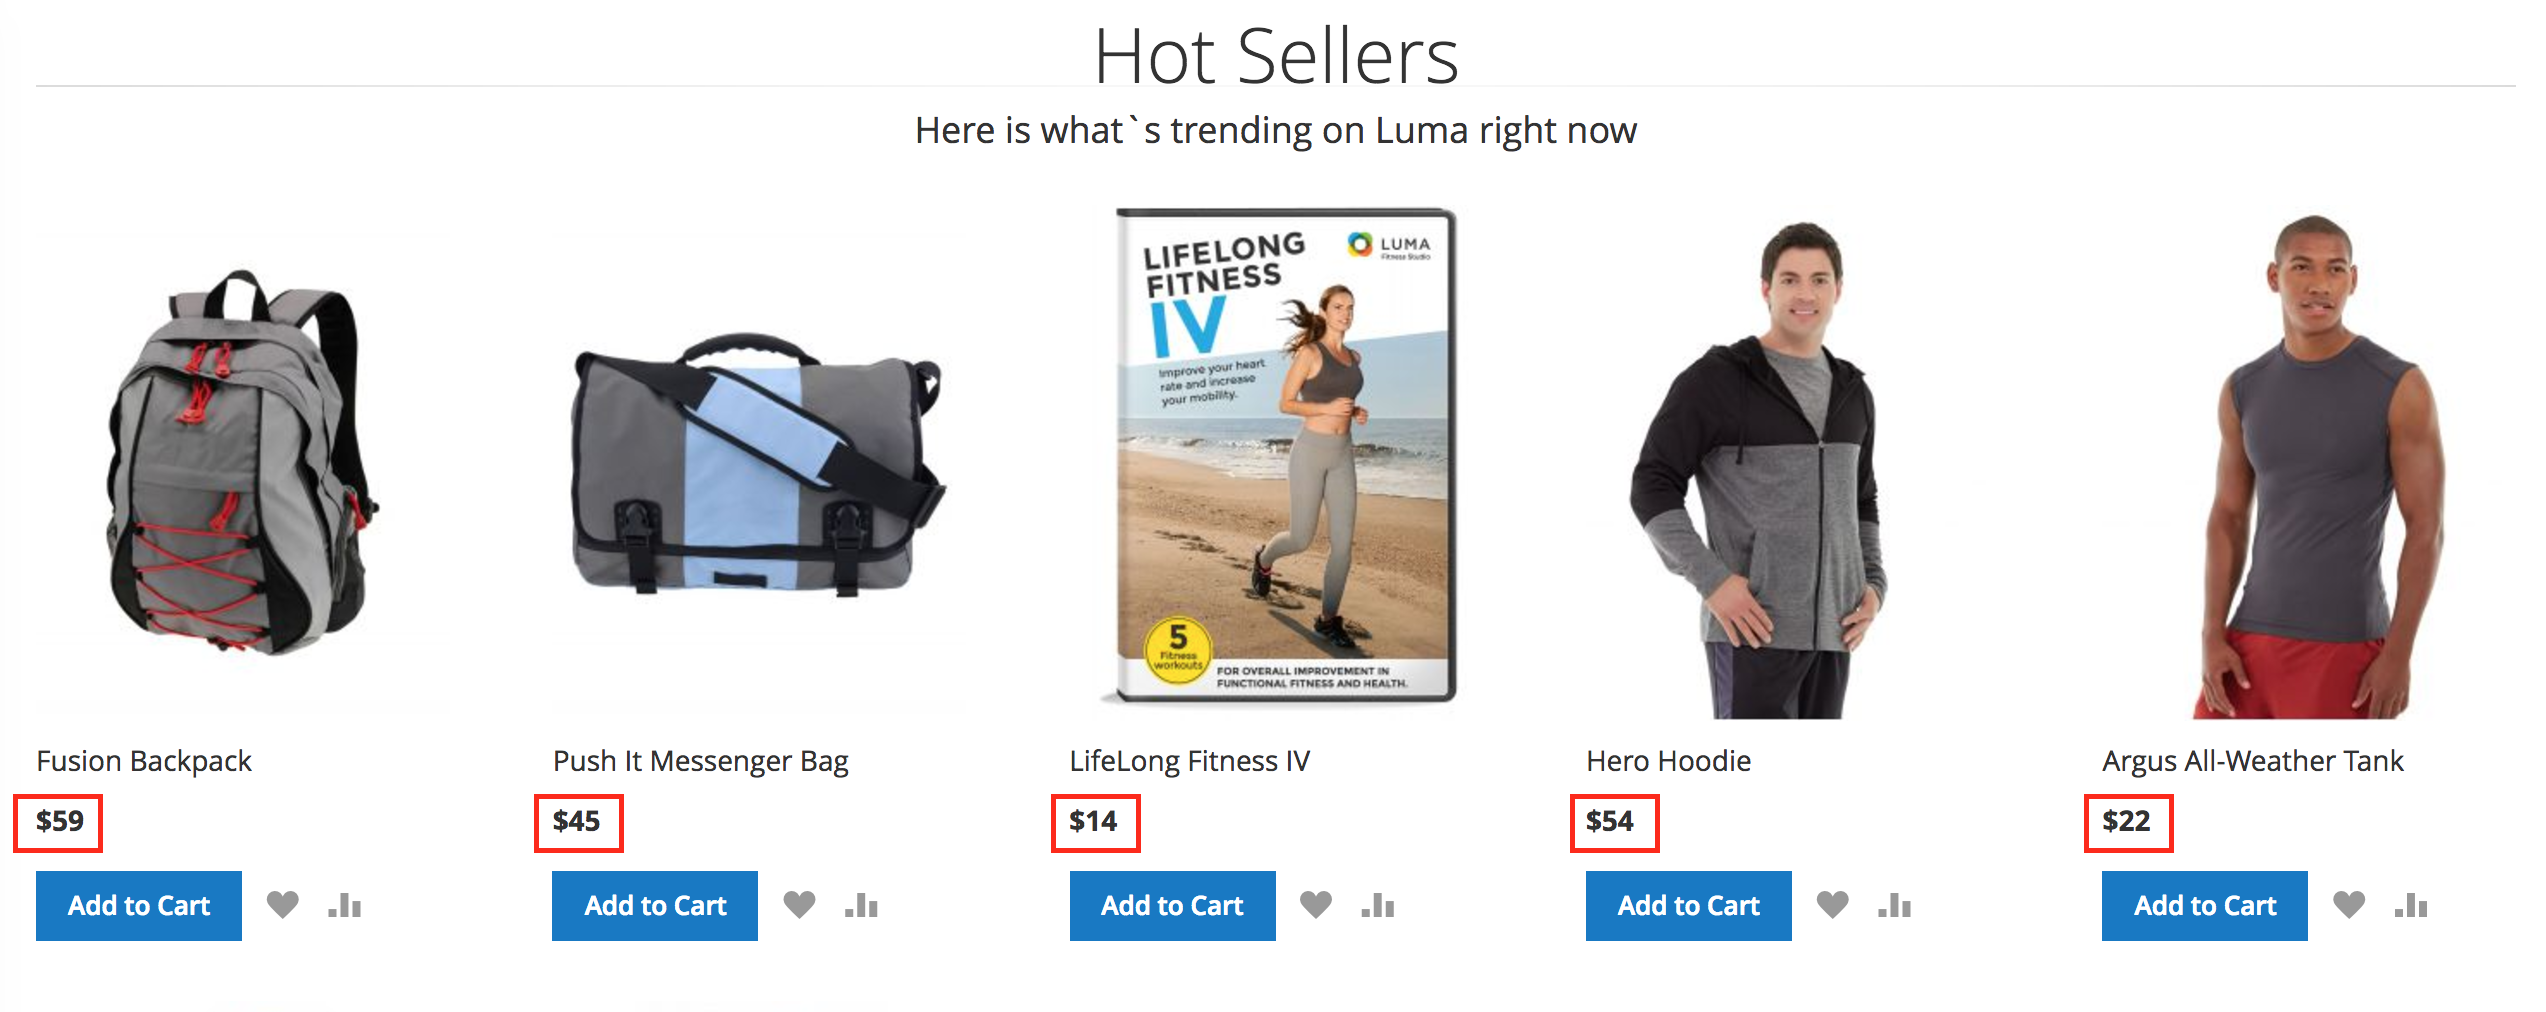 Hot Sellers
Here is what`s trending on Luma right now
LIFELONG
FITNESS
IV
LUMA
Fitness Studio
Improve your heart
rate and increase
your mobility.
5
Fitness
workouts
FOR OVERALL IMPROVEMENT IN
FUNCTIONAL FITNESS AND HEALTH.
Fusion Backpack
$59
Add to Cart
Push It Messenger Bag
$45
Add to Cart
LifeLong Fitness IV
$14
Add to Cart
Hero Hoodie
$54
Add to Cart
Argus All-Weather Tank
$22
Add to Cart